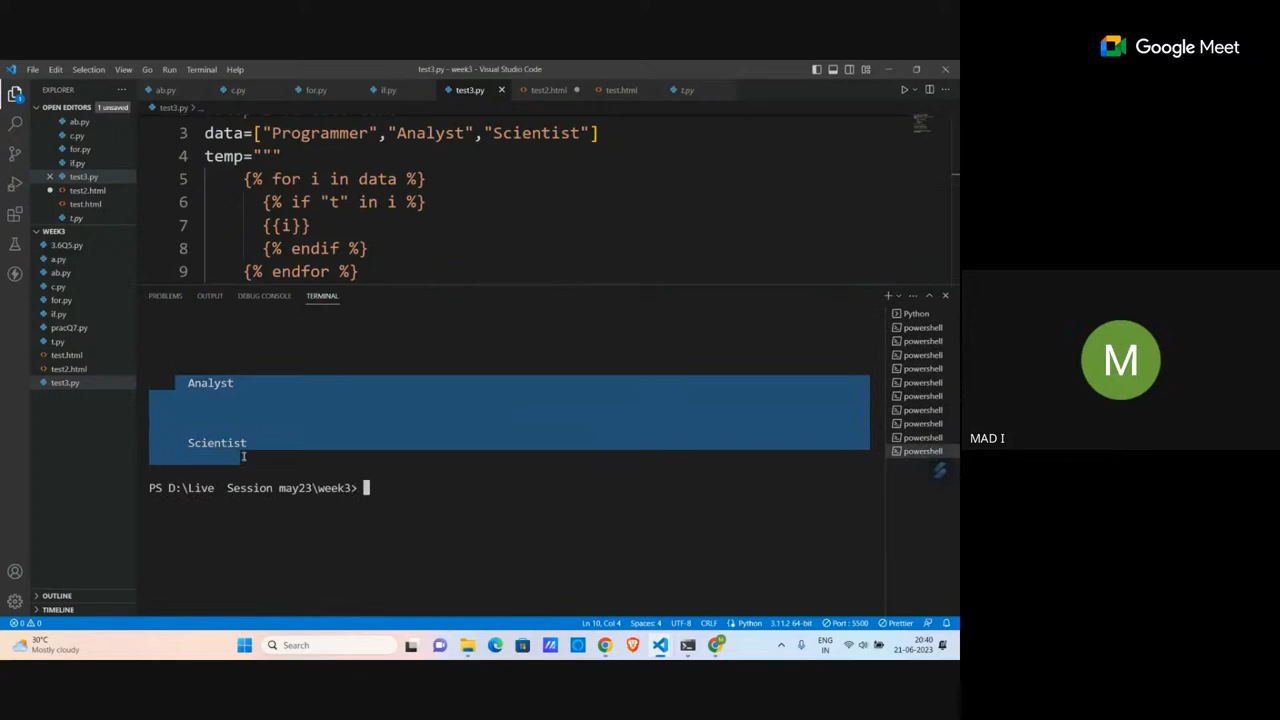 Google Meet
File Edit Selection View Go Run Terminal Help
test3.py - week3 - Visual Studio Code
EXPLORER
OPEN EDITORS 1 unsaved
ab.py
c.py
for.py
if.py
test3.py
test2.html
test.html
t.py
WEEK3
3.6Q5.py
a.py
ab.py
c.py
for.py
if.py
pracQ7.py
t.py
test.html
test2.html
test3.py
OUTLINE
TIMELINE
ab.py c.py for.py if.py test3.py test2.html test.html t.py
test3.py > ...
3 data=["Programmer","Analyst","Scientist"]
4 temp="""
5 {% for i in data %}
6 {% if "t" in i %}
7 {{i}}
8 {% endif %}
9 {% endfor %}
PROBLEMS OUTPUT DEBUG CONSOLE TERMINAL
Analyst
Scientist
PS D:\Live Session may23\week3>
Python
powershell
powershell
powershell
powershell
powershell
powershell
powershell
powershell
powershell
powershell
M
MAD I
0 0 Ln 10, Col 4 Spaces: 4 UTF-8 CRLF Python 3.11.2 64-bit Port : 5500 Prettier
30°C
Mostly cloudy
Search
ENG
IN
20:40
21-06-2023